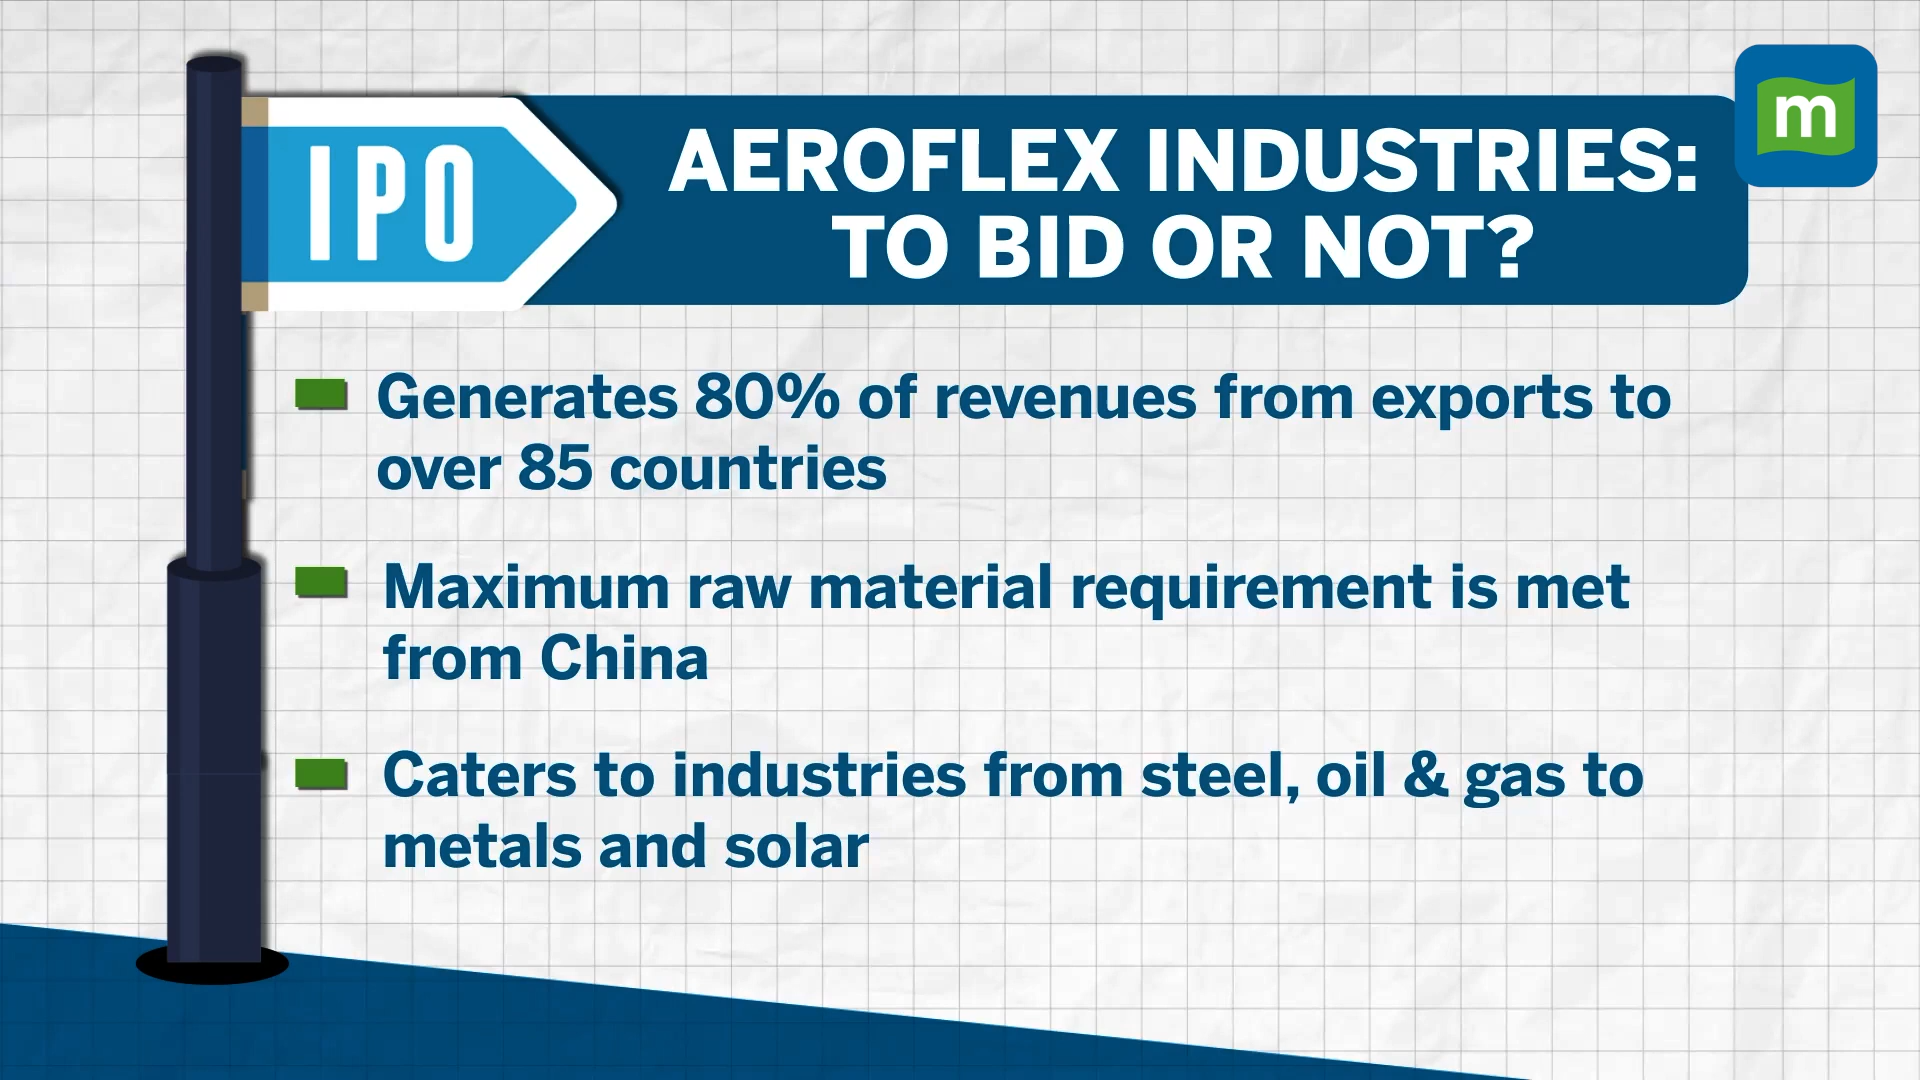 IPO
AEROFLEX INDUSTRIES:
TO BID OR NOT?
m
Generates 80% of revenues from exports to
over 85 countries
Maximum raw material requirement is met
from China
Caters to industries from steel, oil & gas to
metals and solar